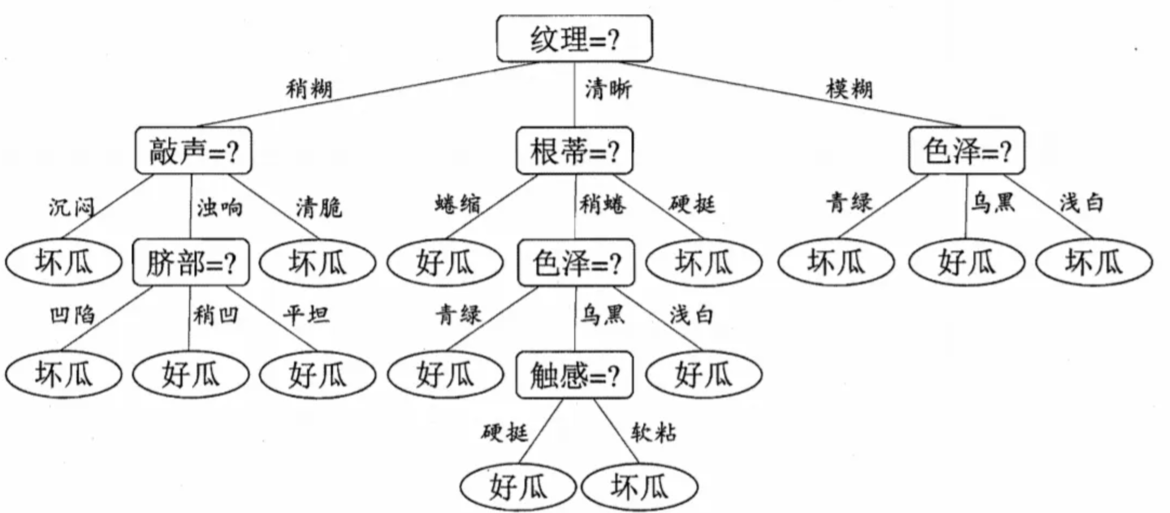 纹理=?
稍糊 清晰 模糊
敲声=? 根蒂=? 色泽=?
沉闷 浊响 清脆 蜷缩 稍蜷 硬挺 青绿 乌黑 浅白
坏瓜 脐部=? 坏瓜 好瓜 色泽=? 坏瓜 坏瓜 好瓜 坏瓜
凹陷 稍凹 平坦 青绿 乌黑 浅白
坏瓜 好瓜 好瓜 好瓜 触感=? 好瓜
硬挺 软粘
好瓜 坏瓜